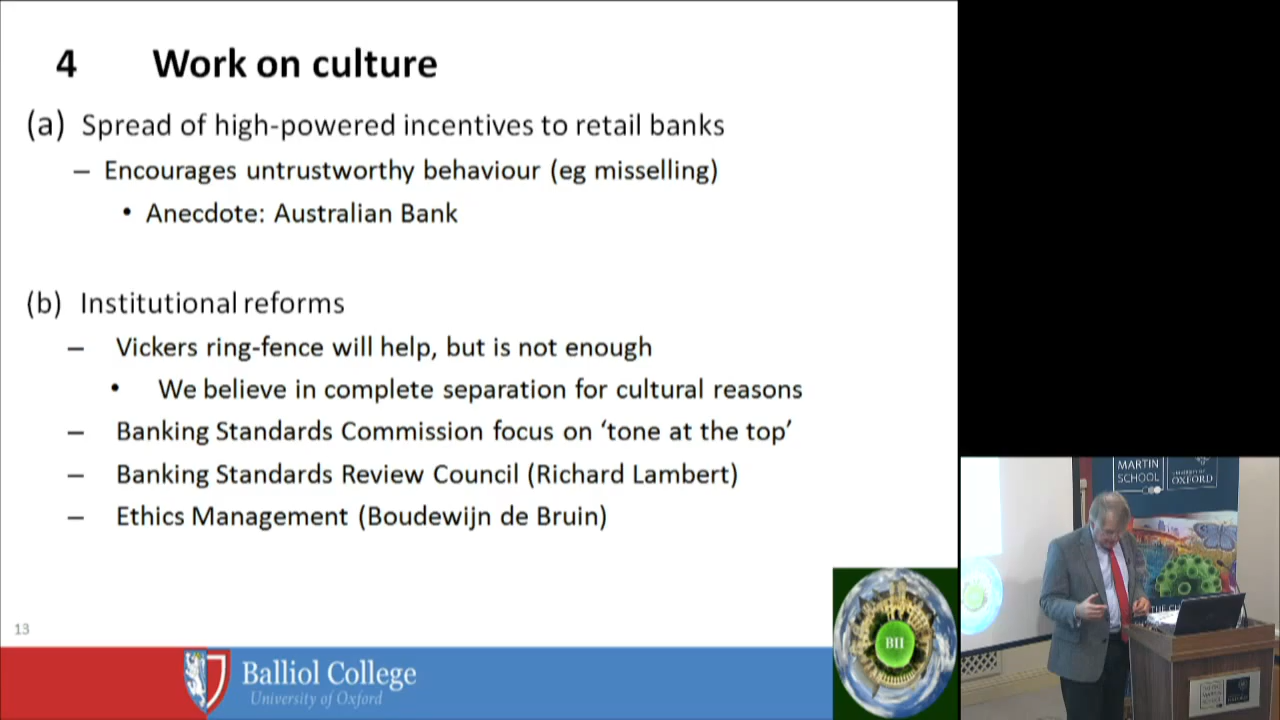 4 Work on culture
(a) Spread of high-powered incentives to retail banks
– Encourages untrustworthy behaviour (eg misselling)
• Anecdote: Australian Bank
(b) Institutional reforms
– Vickers ring-fence will help, but is not enough
• We believe in complete separation for cultural reasons
– Banking Standards Commission focus on ‘tone at the top’
– Banking Standards Review Council (Richard Lambert)
– Ethics Management (Boudewijn de Bruin)
13
Balliol College
University of Oxford
BII
MARTIN
SCHOOL
UNIVERSITY OF
OXFORD